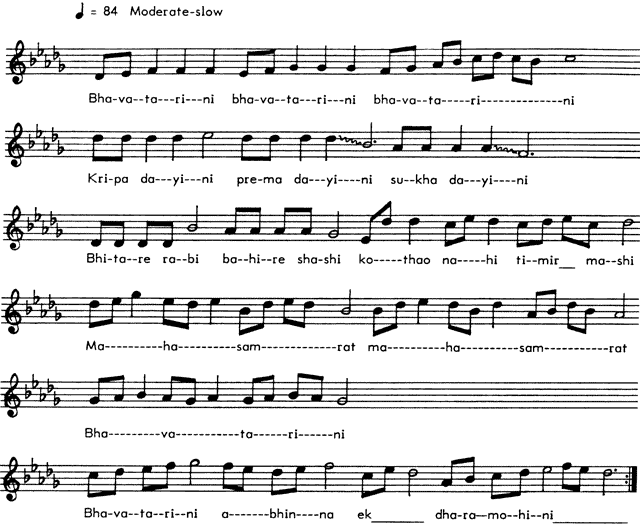 ♩ = 84 Moderate-slow
Bha-va--ta---ri---ni bha-va--ta---ri---ni bha-va--ta-----ri-------------ni
Kri-pa da---yi---ni pre-ma da---yi----ni su--kha da---yi---ni
Bhi-ta--re ra--bi ba--hi--re sha-shi ko-----thao na----hi ti--mir__ ma--shi
Ma----------ha--------sam-----------rat ma-------ha--------sam---------rat
Bha--------va-----------ta------ri------ni
Bha-va--ta--ri--ni a------bhin---na ek_______ dha-ra--mo--hi--ni__________